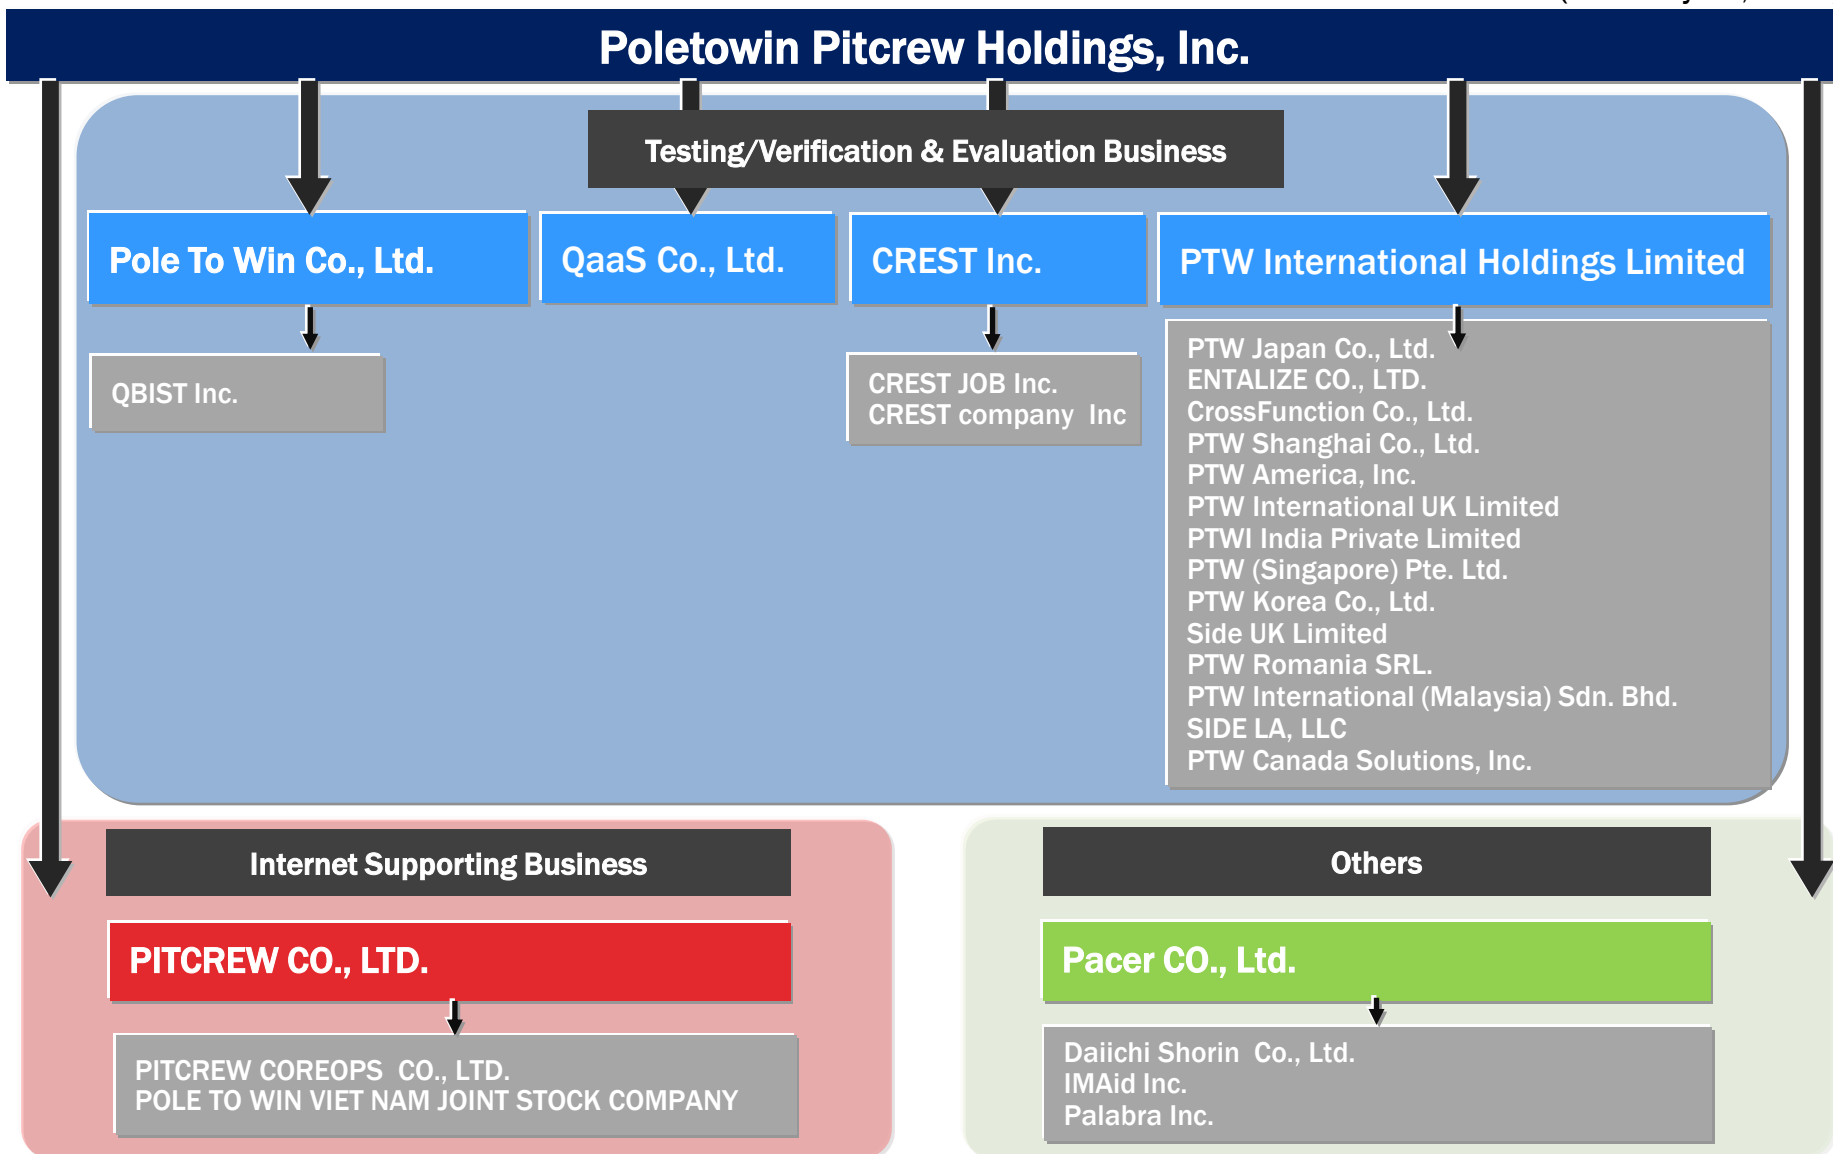 Poletowin Pitcrew Holdings, Inc.
Testing/Verification & Evaluation Business
Pole To Win Co., Ltd.
QaaS Co., Ltd.
CREST Inc.
PTW International Holdings Limited
QBIST Inc.
CREST JOB Inc.
CREST company  Inc
PTW Japan Co., Ltd.
ENTALIZE CO., LTD.
CrossFunction Co., Ltd.
PTW Shanghai Co., Ltd.
PTW America, Inc.
PTW International UK Limited
PTWI India Private Limited
PTW (Singapore) Pte. Ltd.
PTW Korea Co., Ltd.
Side UK Limited
PTW Romania SRL.
PTW International (Malaysia) Sdn. Bhd.
SIDE LA, LLC
PTW Canada Solutions, Inc.
Internet Supporting Business
PITCREW CO., LTD.
PITCREW COREOPS  CO., LTD.
POLE TO WIN VIET NAM JOINT STOCK COMPANY
Others
Pacer CO., Ltd.
Daiichi Shorin  Co., Ltd.
IMAid Inc.
Palabra Inc.